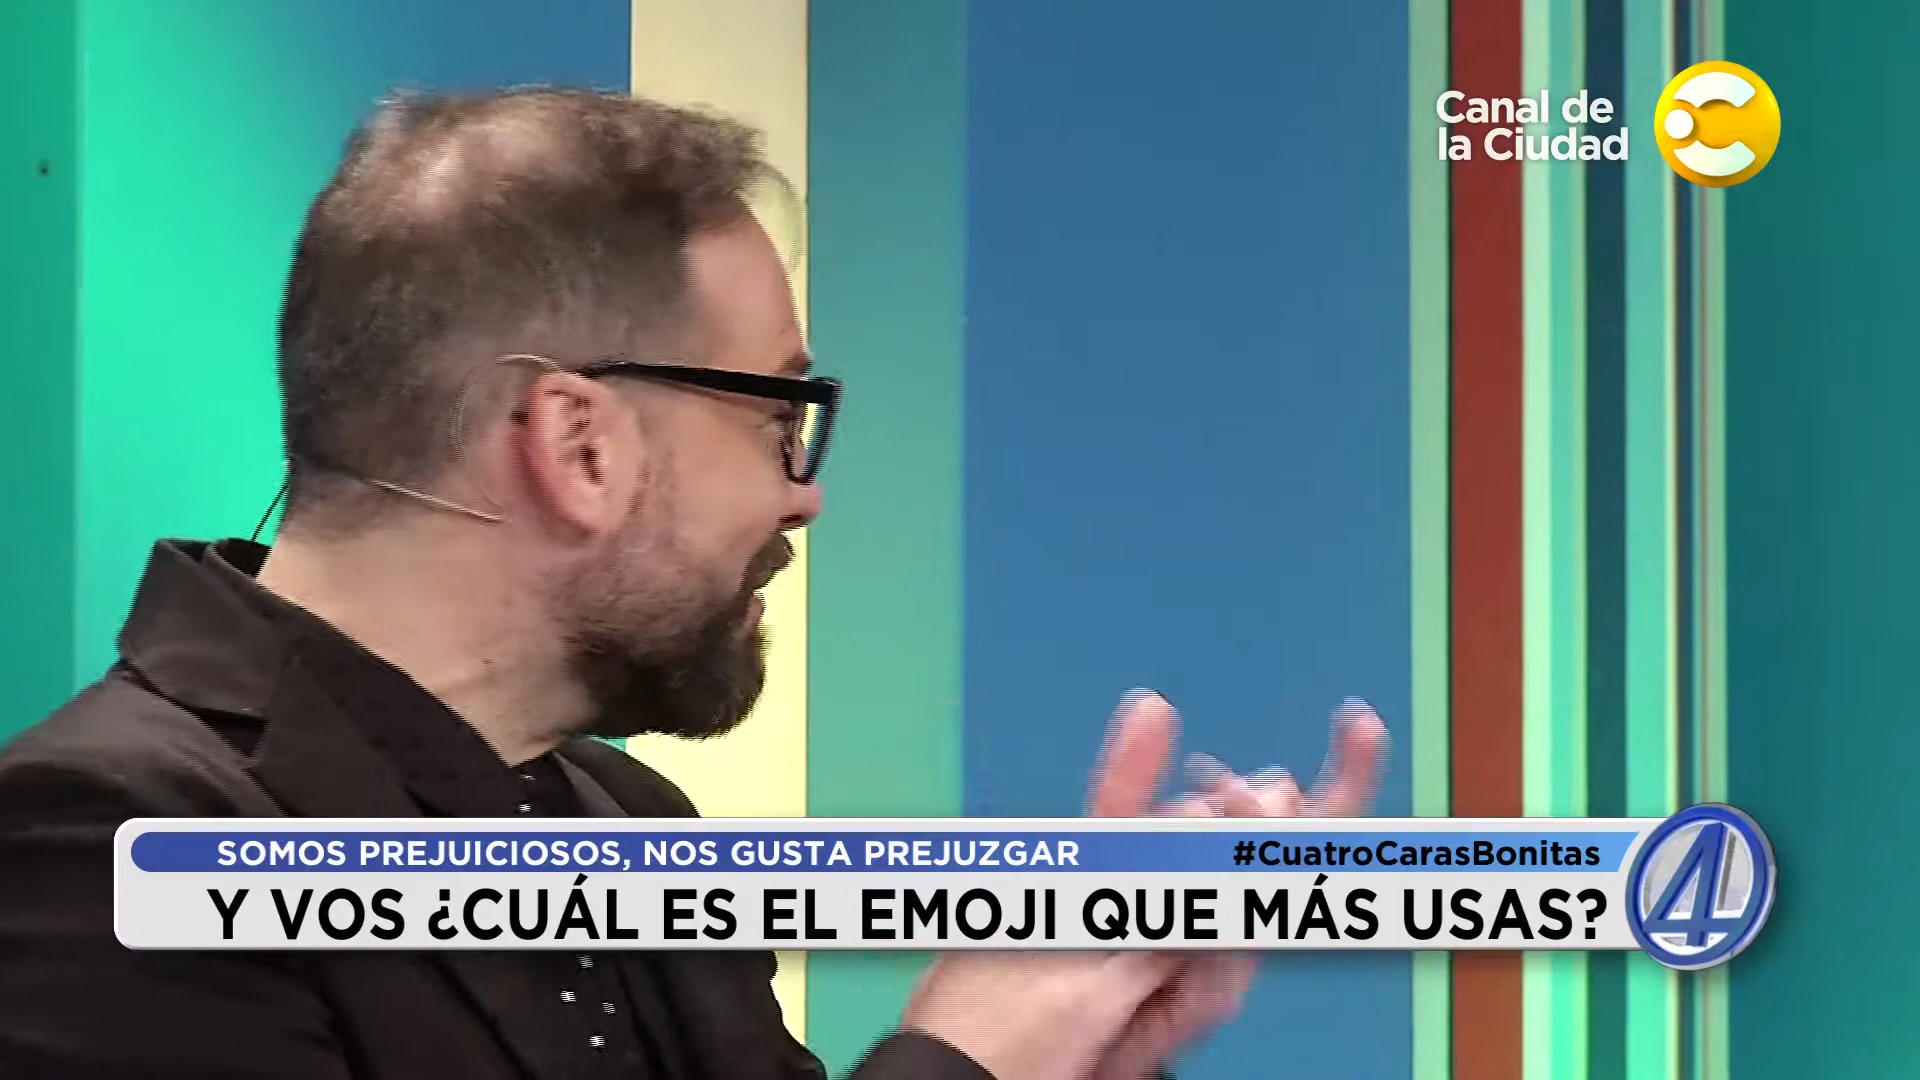 Canal de
la Ciudad
SOMOS PREJUICIOSOS, NOS GUSTA PREJUZGAR
#CuatroCarasBonitas
Y VOS ¿CUÁL ES EL EMOJI QUE MÁS USAS?
4